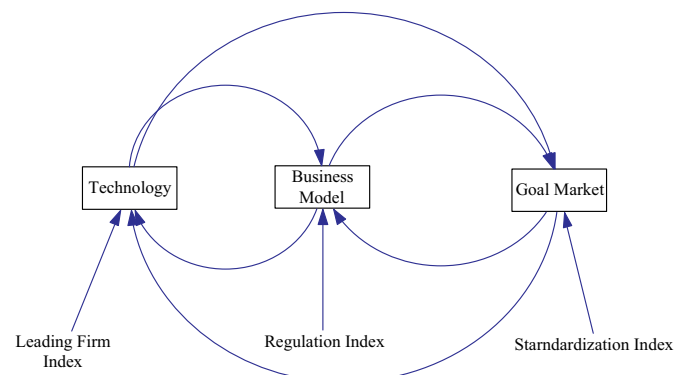 Technology
Business
Model
Goal Market
Leading Firm
Index
Regulation Index
Starndardization Index